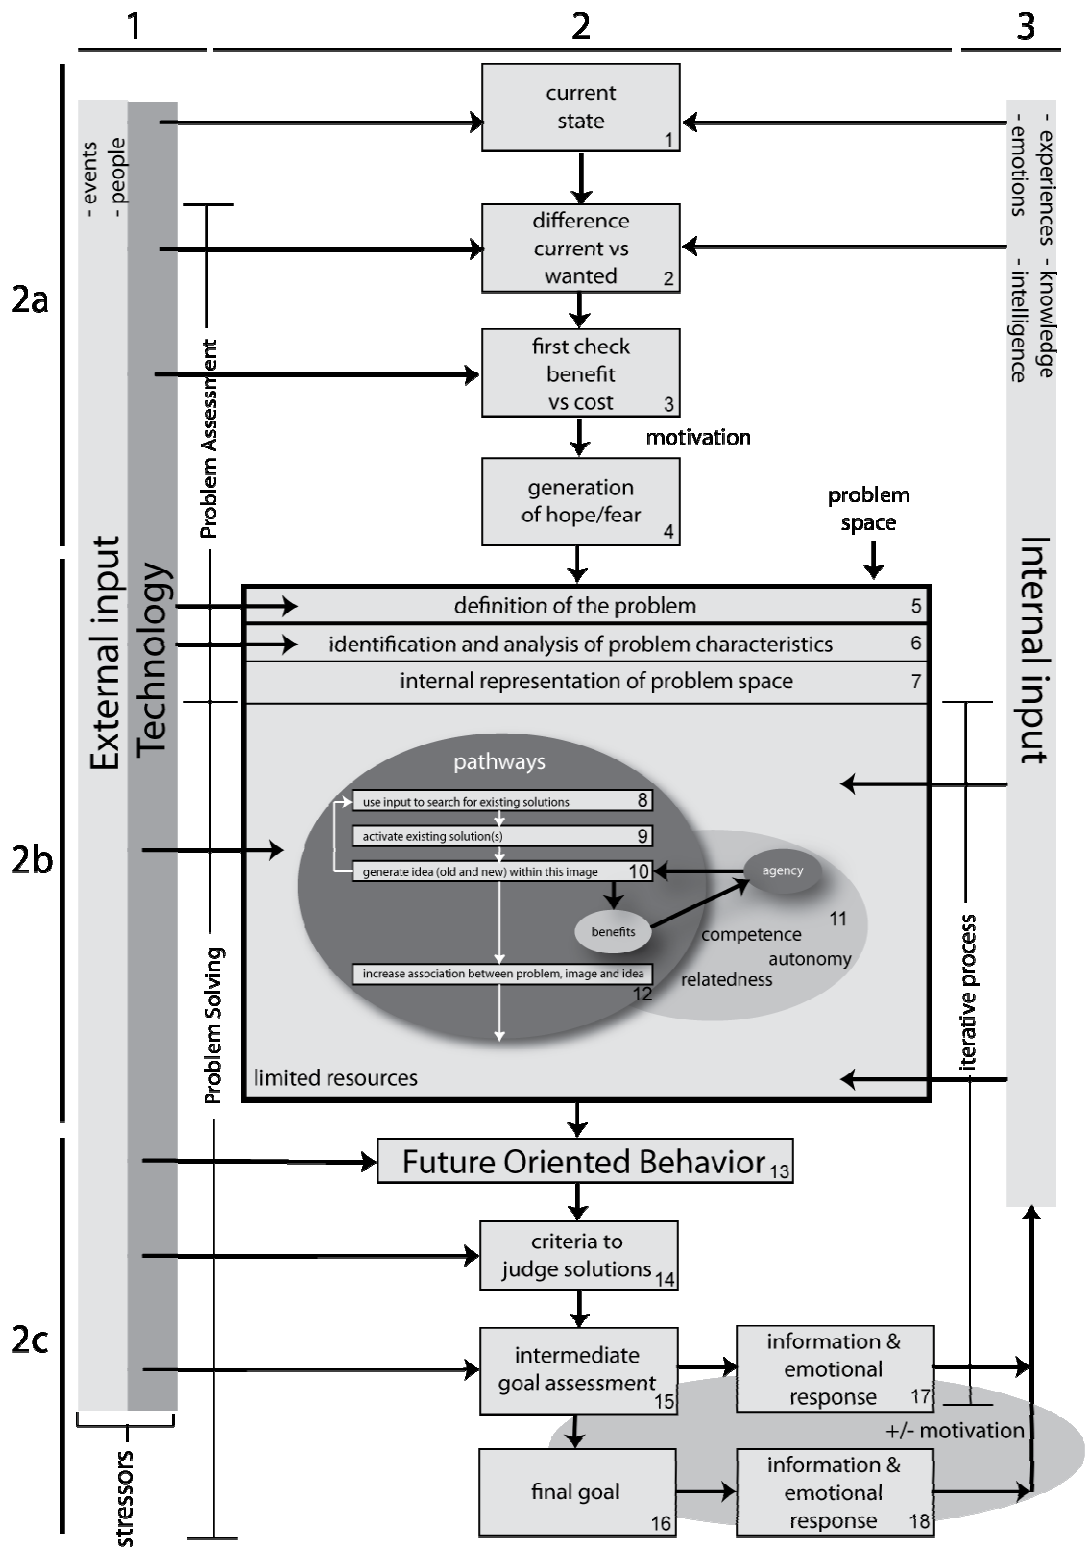 1
2
3
2a
2b
2c
- events
- people
External input
Technology
stressors
Problem Assessment
Problem Solving
current
state
1
difference
current vs
wanted
2
first check
benefit
vs cost
3
motivation
generation
of hope/fear
4
problem
space
definition of the problem
5
identification and analysis of problem characteristics
6
internal representation of problem space
7
pathways
use input to search for existing solutions
8
activate existing solution(s)
9
generate idea (old and new) within this image
10
agency
benefits
11
competence
autonomy
relatedness
increase association between problem, image and idea
12
limited resources
Future Oriented Behavior
13
criteria to
judge solutions
14
intermediate
goal assessment
15
information &
emotional
response
17
+/- motivation
final goal
16
information &
emotional
response
18
- experiences - knowledge
- emotions - intelligence
Internal input
iterative process